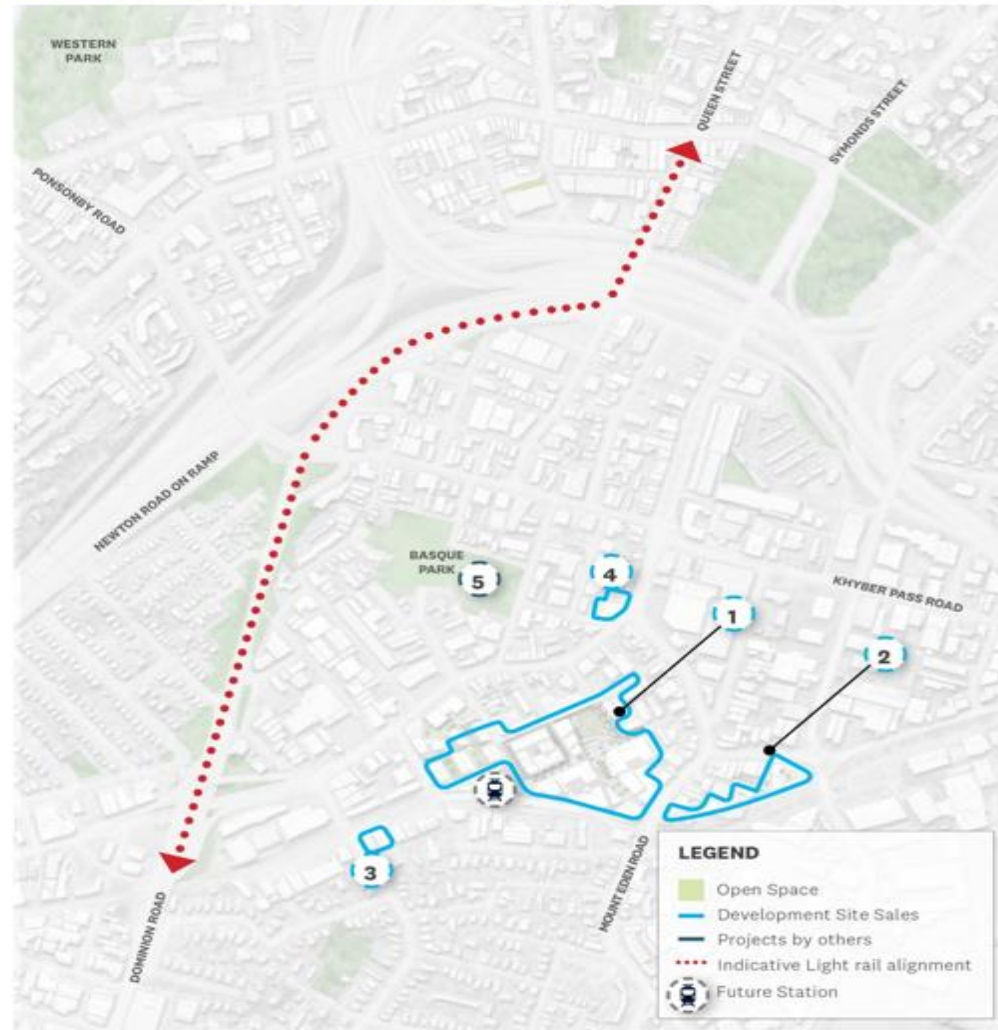 WESTERN
PARK
QUEEN STREET
SYMONDS STREET
PONSONBY ROAD
NEWTON ROAD ON RAMP
BASQUE
PARK
5
4
KHYBER PASS ROAD
1
2
3
MOUNT EDEN ROAD
DOMINION ROAD
LEGEND
Open Space
Development Site Sales
Projects by others
Indicative Light rail alignment
Future Station